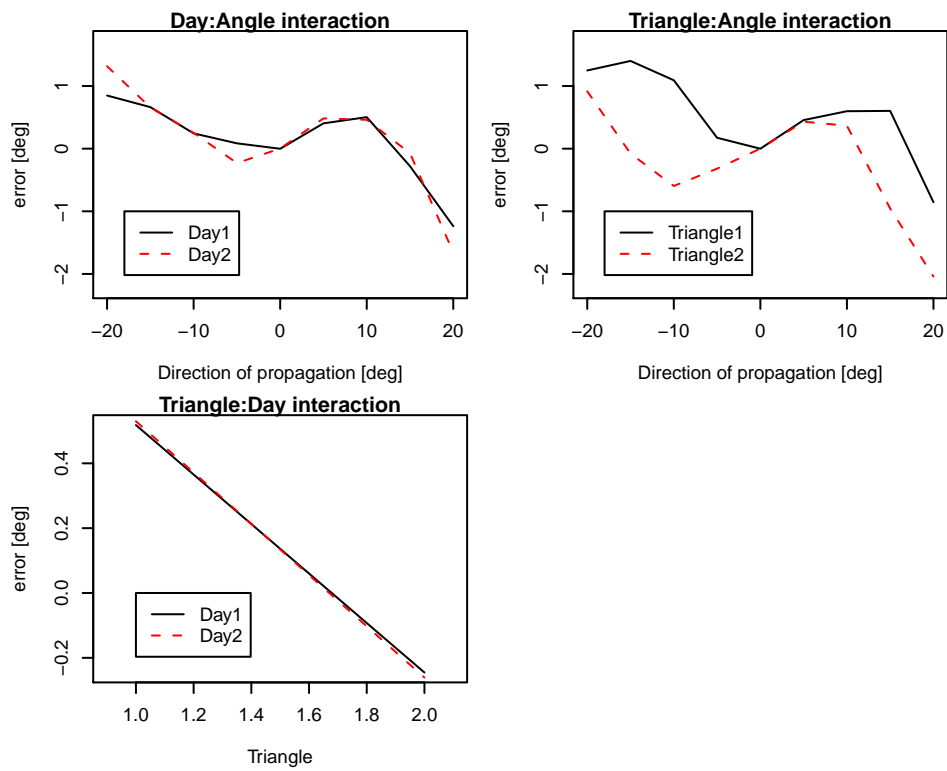 Day:Angle interaction
error [deg]
1
0
−1
−2
Day1
Day2
−20
−10
0
10
20
Direction of propagation [deg]
Triangle:Angle interaction
error [deg]
1
0
−1
−2
Triangle1
Triangle2
−20
−10
0
10
20
Direction of propagation [deg]
Triangle:Day interaction
error [deg]
0.4
0.2
0.0
−0.2
Day1
Day2
1.0
1.2
1.4
1.6
1.8
2.0
Triangle